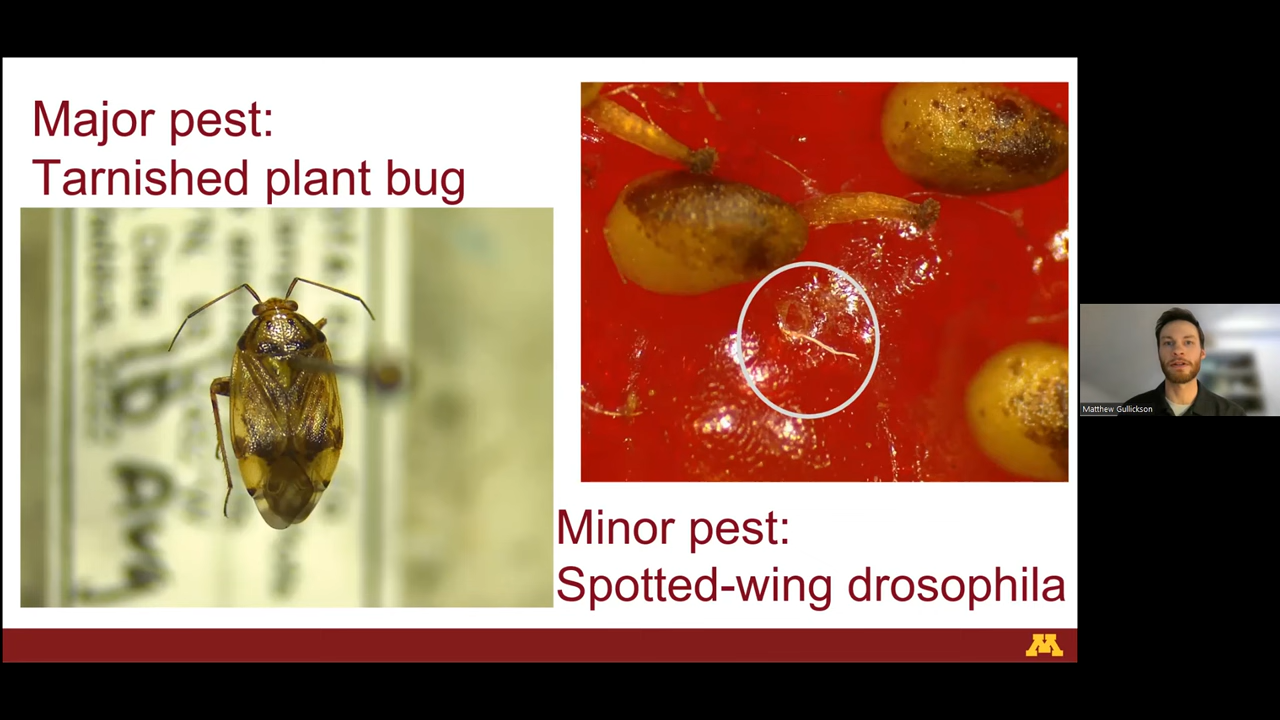 Major pest:
Tarnished plant bug
Minor pest:
Spotted-wing drosophila
Matthew Gullickson
M